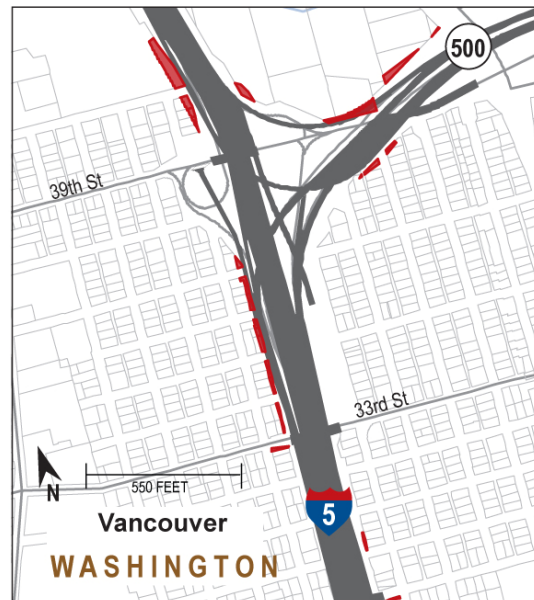 500
39th St
33rd St
N
550 FEET
5
Vancouver
WASHINGTON